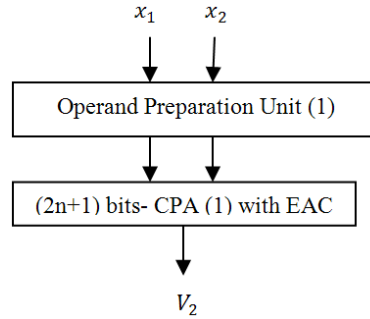 x₁ x₂
Operand Preparation Unit (1)
(2n+1) bits- CPA (1) with EAC
V₂